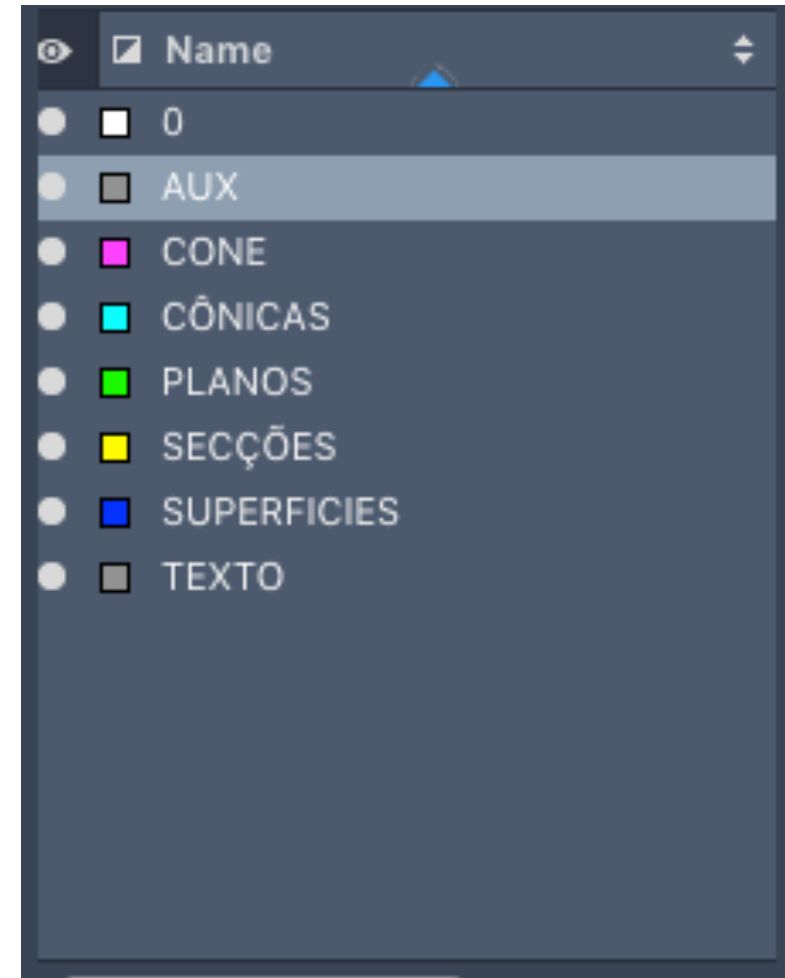 Name
0
AUX
CONE
CÔNICAS
PLANOS
SECÇÕES
SUPERFICIES
TEXTO